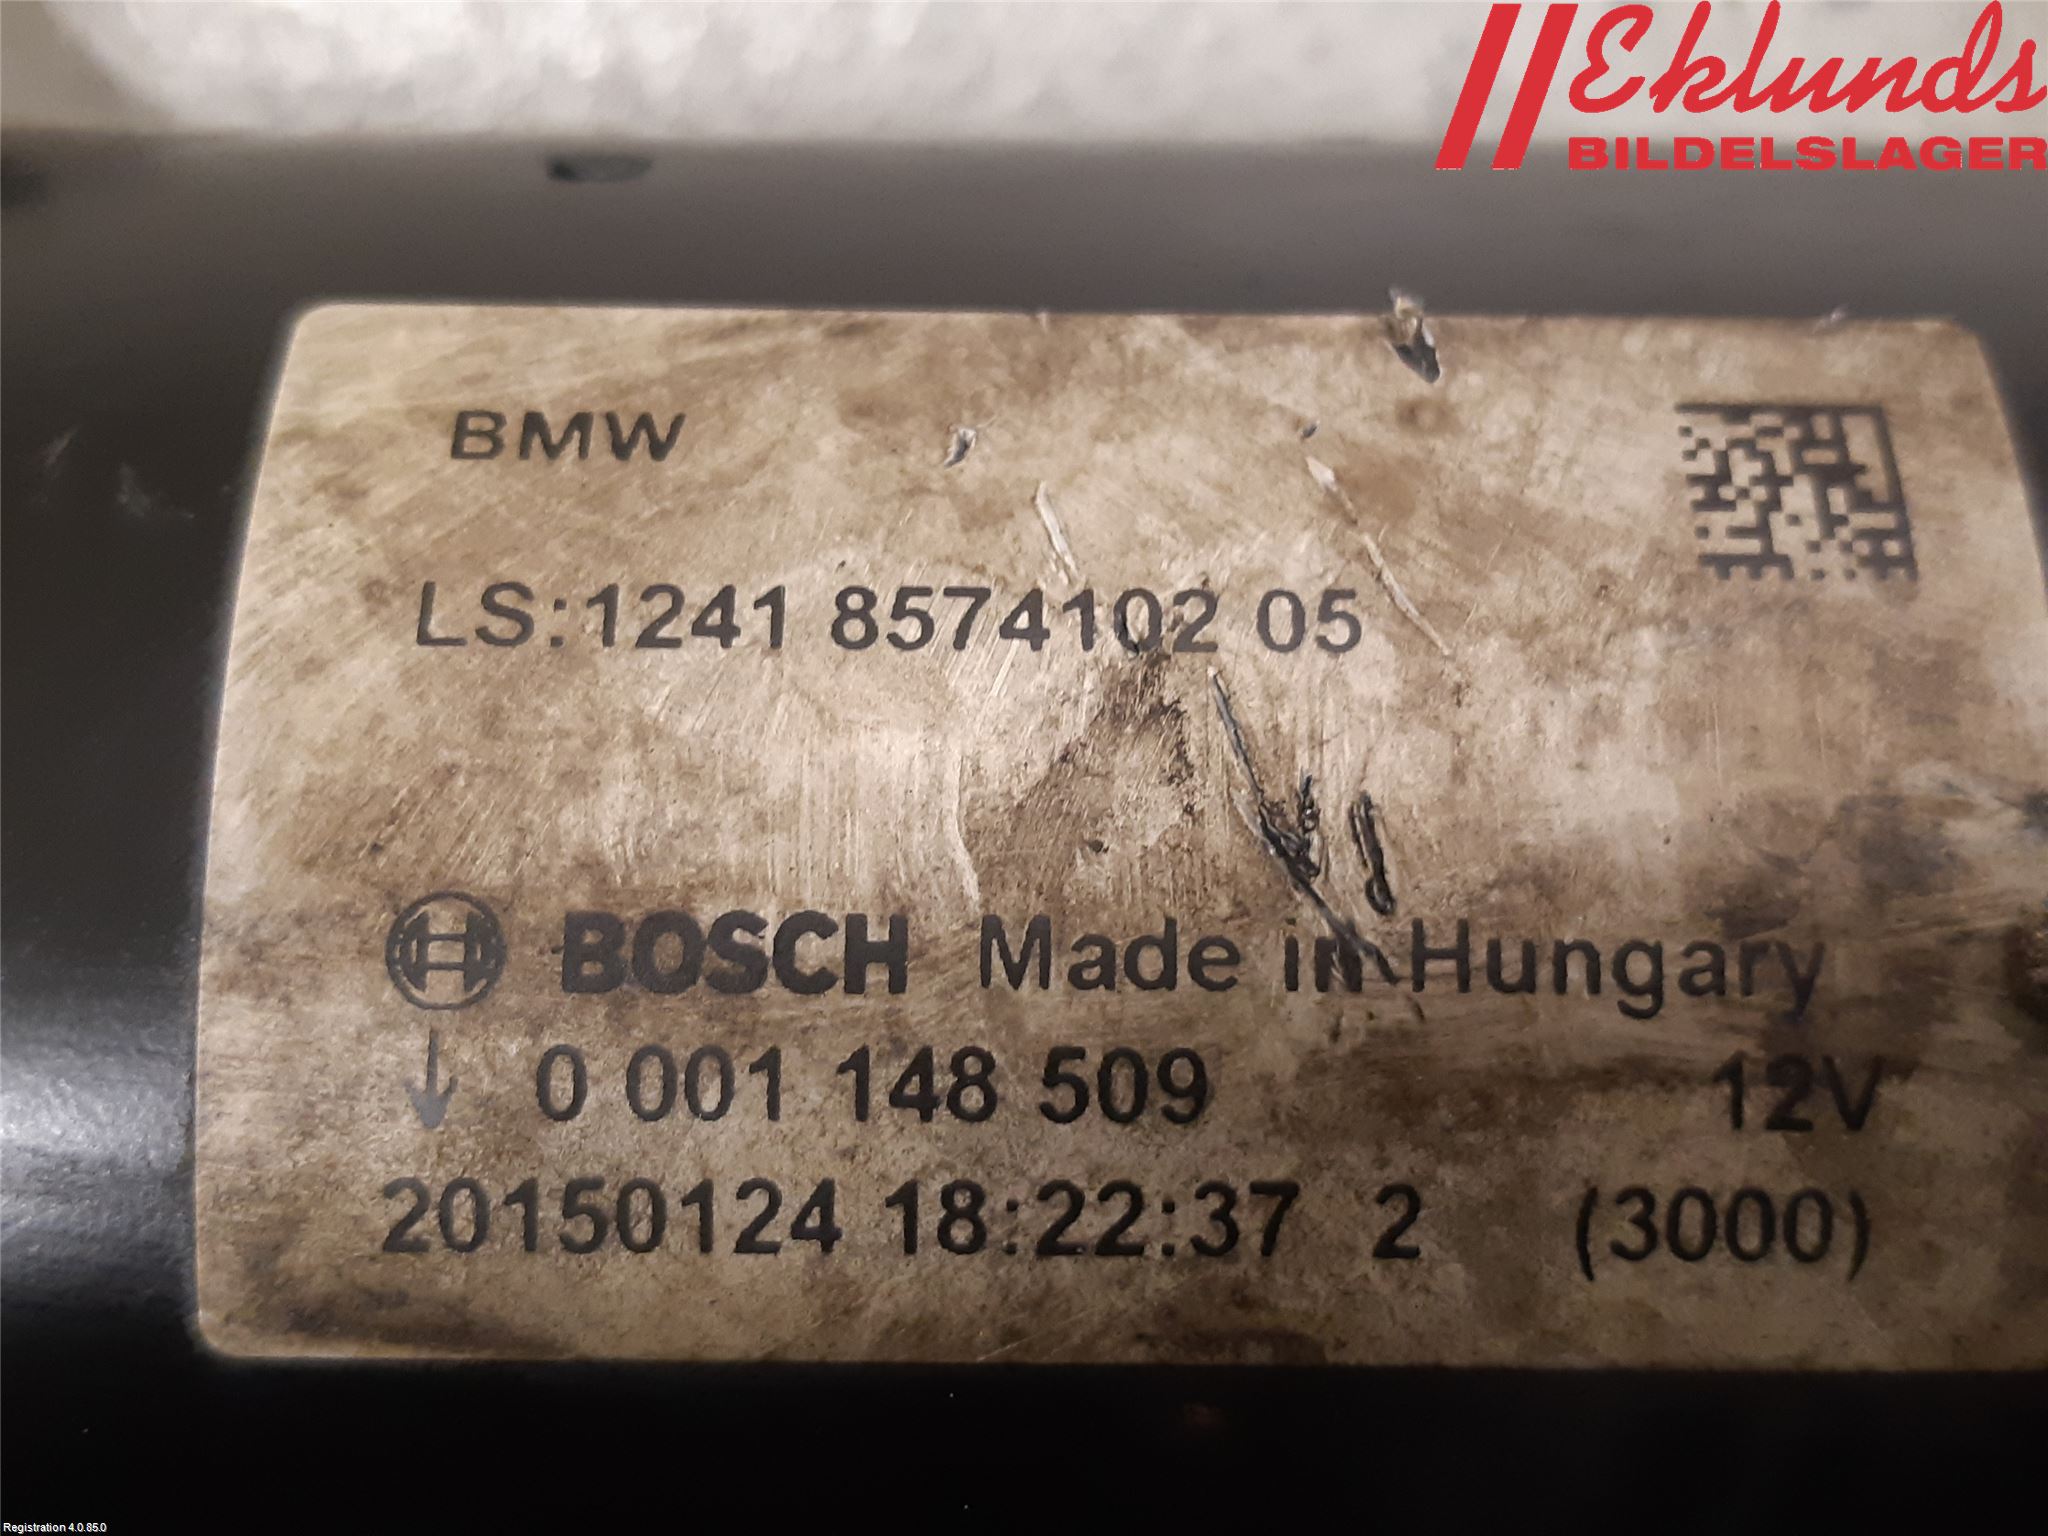 Eklunds
BILDELSLAGER
BMW
LS:1241 8574102 05
BOSCH Made in Hungary
0 001 148 509 12V
20150124 18:22:37 2 (3000)
Registration 4.0.85.0